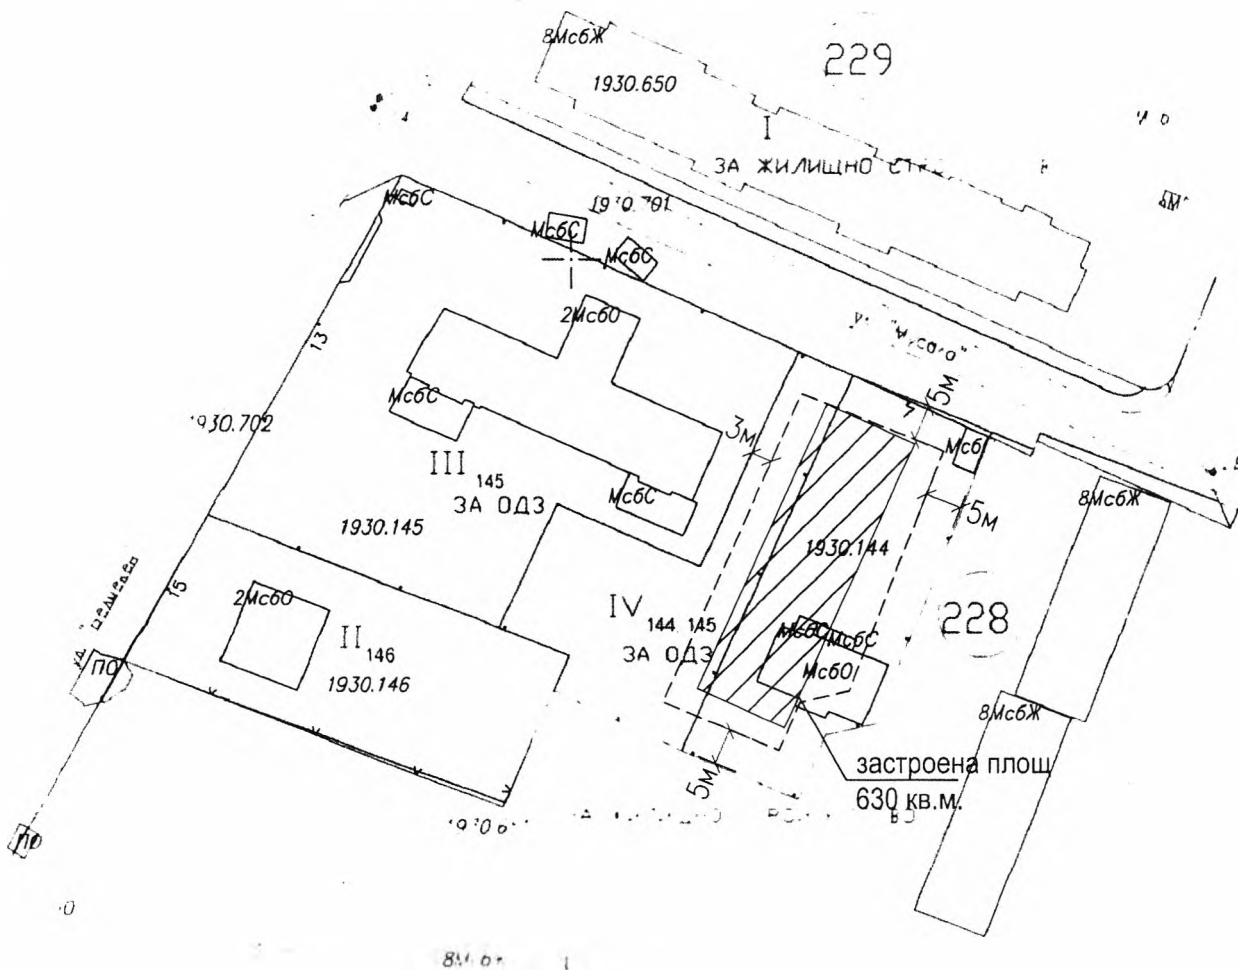 8МсбЖ
229
1930.650
I
ЗА ЖИЛИЩНО
МсбС
МсбС
МсбС
2Мсб0
5м
13
МсбС
3м
Мсб
1930.702
III 145
ЗА ОДЗ
МсбС
8МсбЖ
5м
1930.145
1930.144
15
2Мсб0
IV 144, 145
ЗА ОДЗ
МсбС
МсбС
228
II 146
1930.146
Мсб0
ПО
8МсбЖ
5м
застроена площ
630 кв.м.
ПО